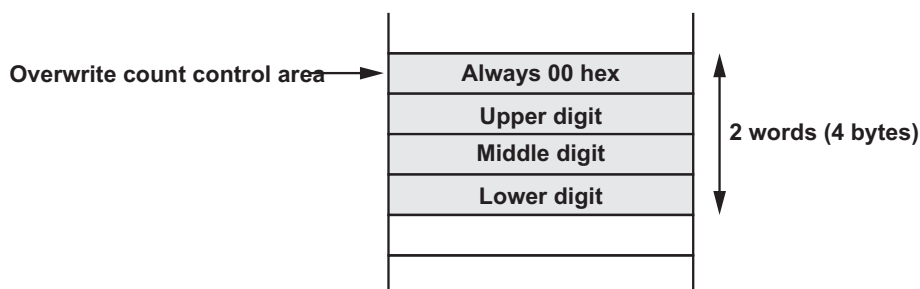 Always 00 hex
Overwrite count control area
Upper digit
2 words (4 bytes)
Middle digit
Lower digit